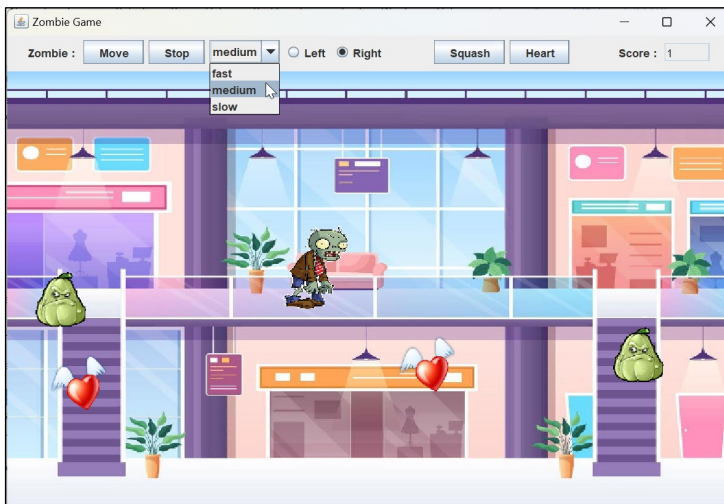 Zombie Game
Zombie : Move Stop medium Left Right Squash Heart Score : 1
fast
medium
slow